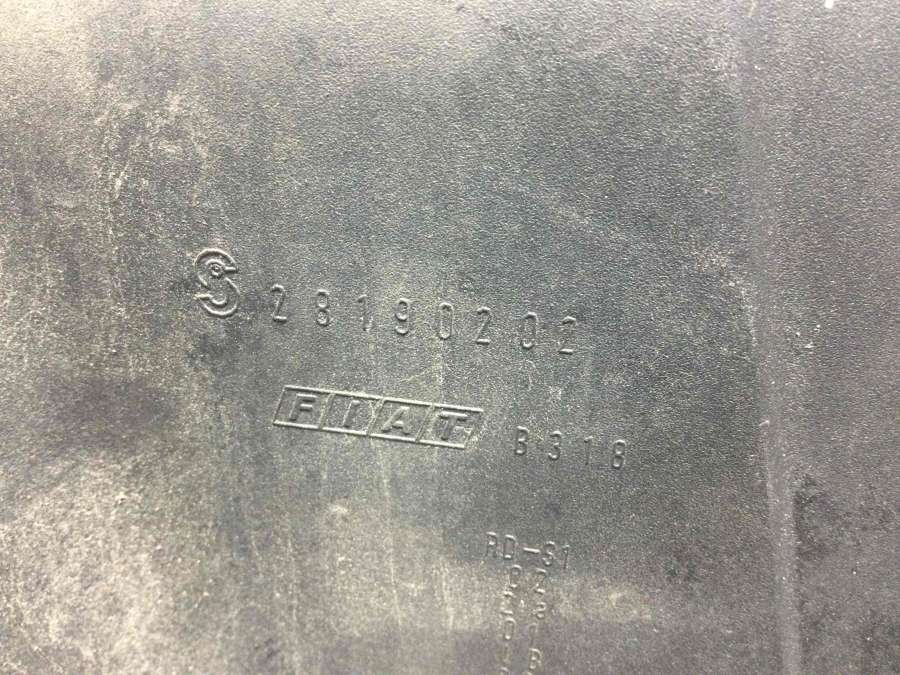 S 28190202
FIAT B318
RD-S1